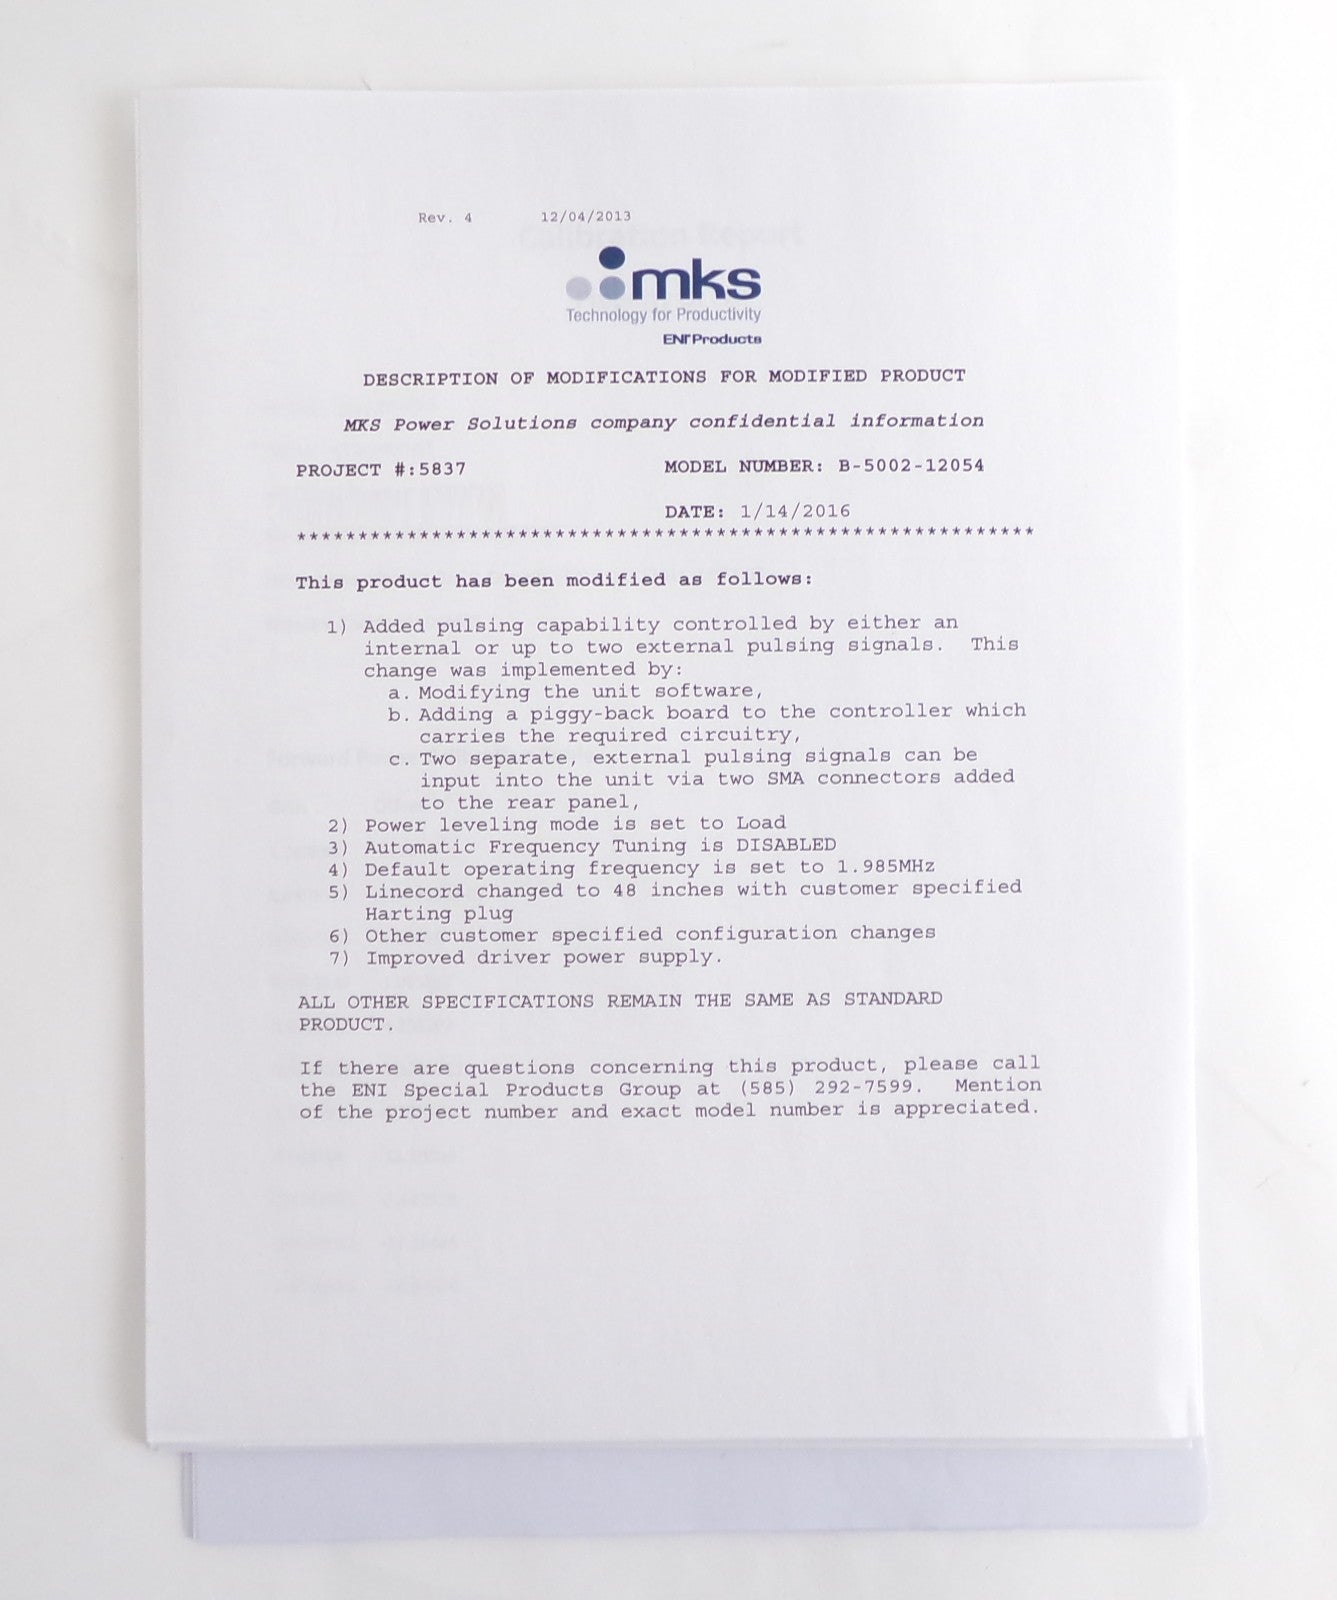 Rev. 4 12/04/2013
Calibration Report
mks
Technology for Productivity
ENI Products
DESCRIPTION OF MODIFICATIONS FOR MODIFIED PRODUCT
MKS Power Solutions company confidential information
PROJECT #:5837 MODEL NUMBER: B-5002-12054
DATE: 1/14/2016
************************************************************
This product has been modified as follows:
1) Added pulsing capability controlled by either an
internal or up to two external pulsing signals. This
change was implemented by:
a. Modifying the unit software,
b. Adding a piggy-back board to the controller which
carries the required circuitry,
c. Two separate, external pulsing signals can be
input into the unit via two SMA connectors added
to the rear panel,
2) Power leveling mode is set to Load
3) Automatic Frequency Tuning is DISABLED
4) Default operating frequency is set to 1.985MHz
5) Linecord changed to 48 inches with customer specified
Harting plug
6) Other customer specified configuration changes
7) Improved driver power supply.
ALL OTHER SPECIFICATIONS REMAIN THE SAME AS STANDARD
PRODUCT.
If there are questions concerning this product, please call
the ENI Special Products Group at (585) 292-7599. Mention
of the project number and exact model number is appreciated.